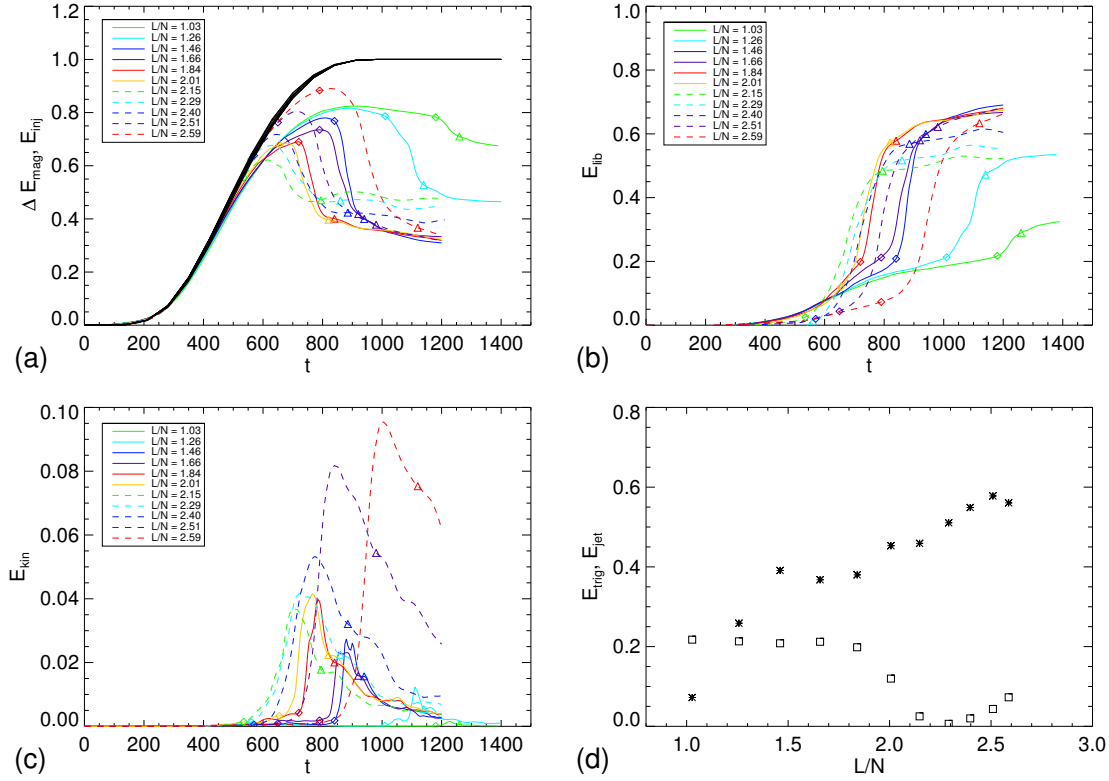 1.2
1.0
0.8
0.6
0.4
0.2
0.0
Δ E_mag, E_inj
L/N = 1.03
L/N = 1.26
L/N = 1.46
L/N = 1.66
L/N = 1.84
L/N = 2.01
L/N = 2.15
L/N = 2.29
L/N = 2.40
L/N = 2.51
L/N = 2.59
0 200 400 600 800 1000 1200 1400
(a) t
1.0
0.8
0.6
0.4
0.2
0.0
E_lib
L/N = 1.03
L/N = 1.26
L/N = 1.46
L/N = 1.66
L/N = 1.84
L/N = 2.01
L/N = 2.15
L/N = 2.29
L/N = 2.40
L/N = 2.51
L/N = 2.59
0 200 400 600 800 1000 1200 1400
(b) t
0.10
0.08
0.06
0.04
0.02
0.00
E_kin
L/N = 1.03
L/N = 1.26
L/N = 1.46
L/N = 1.66
L/N = 1.84
L/N = 2.01
L/N = 2.15
L/N = 2.29
L/N = 2.40
L/N = 2.51
L/N = 2.59
0 200 400 600 800 1000 1200 1400
(c) t
0.8
0.6
0.4
0.2
0.0
E_trig, E_jet
1.0 1.5 2.0 2.5 3.0
(d) L/N